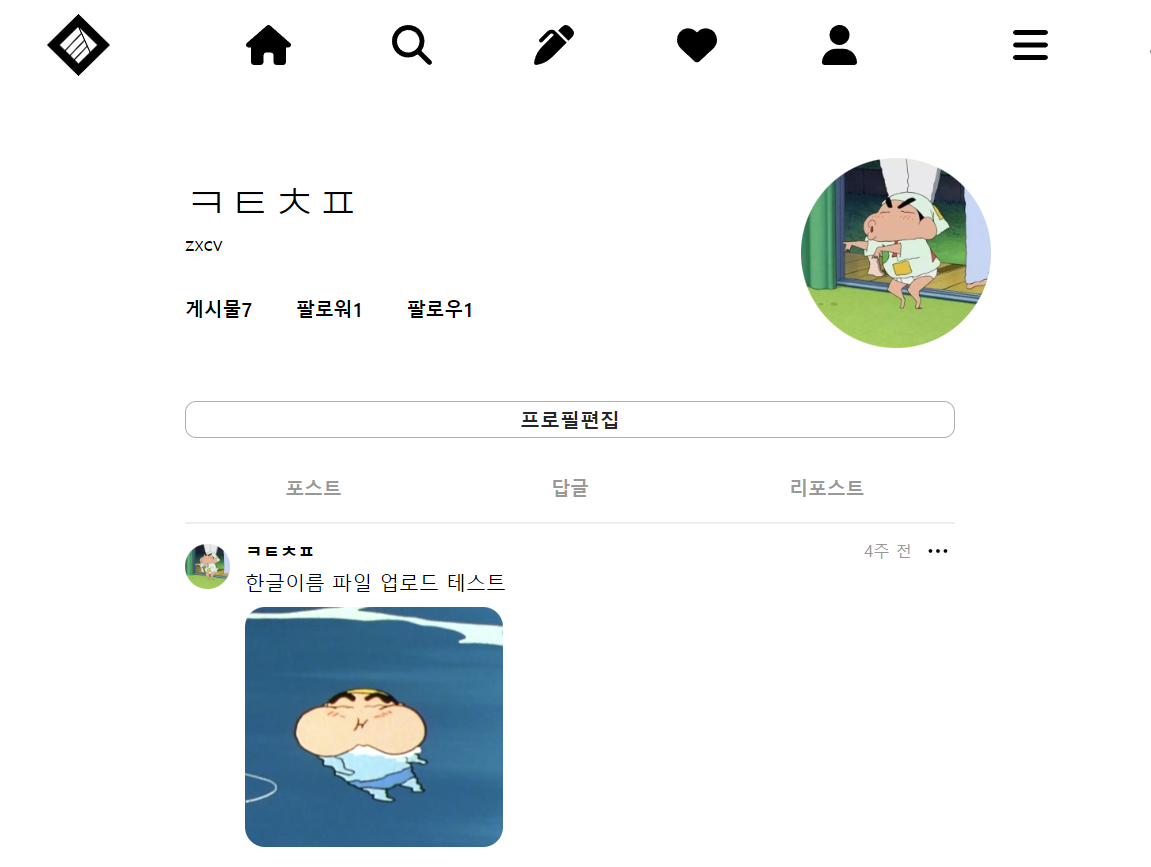 ㅋㅌㅊㅍ
zxcv
게시물7 팔로워1 팔로우1
프로필편집
포스트 답글 리포스트
ㅋㅌㅊㅍ 4주 전
한글이름 파일 업로드 테스트